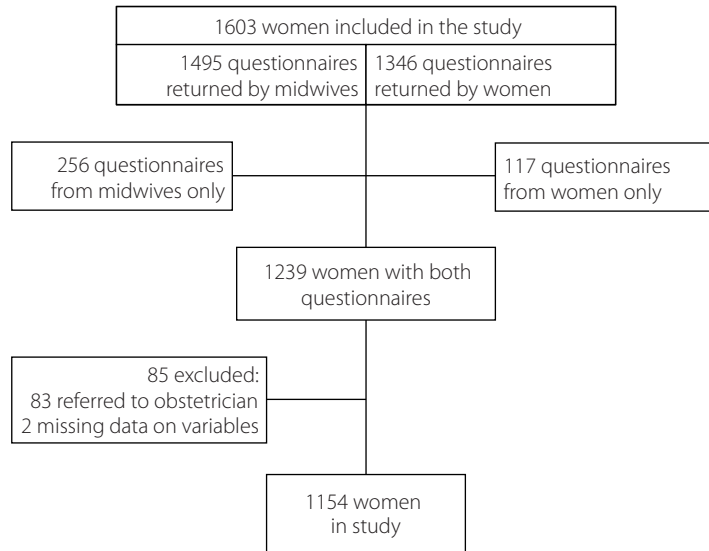 1603 women included in the study
1495 questionnaires
returned by midwives
1346 questionnaires
returned by women
256 questionnaires
from midwives only
117 questionnaires
from women only
1239 women with both
questionnaires
85 excluded:
83 referred to obstetrician
2 missing data on variables
1154 women
in study